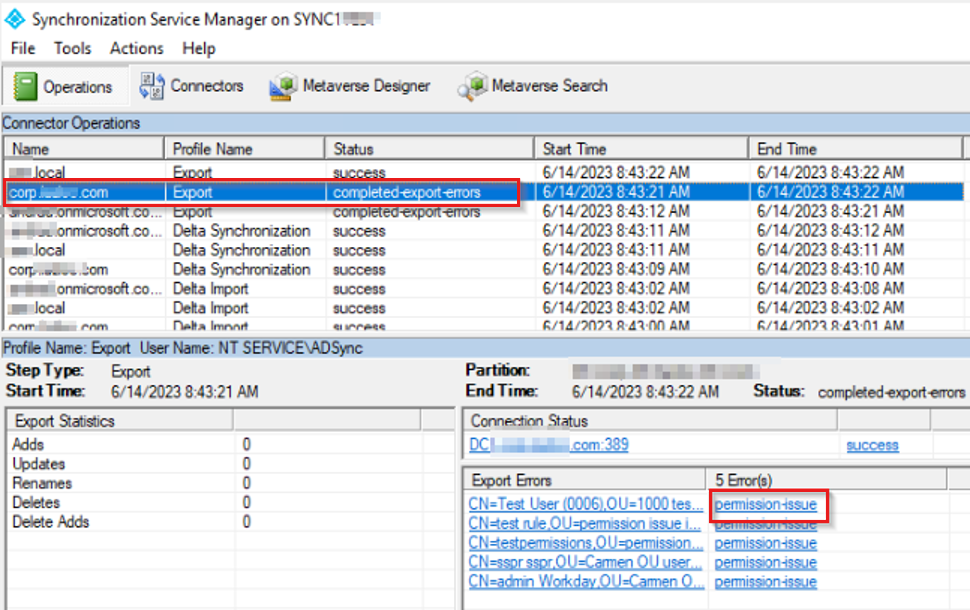 Synchronization Service Manager on SYNC1
File Tools Actions Help
Operations Connectors Metaverse Designer Metaverse Search
Connector Operations
Name Profile Name Status Start Time End Time
.local Export success 6/14/2023 8:43:22 AM 6/14/2023 8:43:22 AM
corp. .com Export completed-export-errors 6/14/2023 8:43:21 AM 6/14/2023 8:43:22 AM
.onmicrosoft.co... Export completed-export-errors 6/14/2023 8:43:12 AM 6/14/2023 8:43:21 AM
.onmicrosoft.co... Delta Synchronization success 6/14/2023 8:43:11 AM 6/14/2023 8:43:12 AM
.local Delta Synchronization success 6/14/2023 8:43:11 AM 6/14/2023 8:43:11 AM
corp. .com Delta Synchronization success 6/14/2023 8:43:09 AM 6/14/2023 8:43:10 AM
.onmicrosoft.co... Delta Import success 6/14/2023 8:43:02 AM 6/14/2023 8:43:08 AM
.local Delta Import success 6/14/2023 8:43:02 AM 6/14/2023 8:43:02 AM
corp. .com Delta Import success 6/14/2023 8:43:00 AM 6/14/2023 8:43:01 AM
Profile Name: Export User Name: NT SERVICE\ADSync
Step Type: Export Partition:
Start Time: 6/14/2023 8:43:21 AM End Time: 6/14/2023 8:43:22 AM Status: completed-export-errors
Export Statistics
Adds 0
Updates 0
Renames 0
Deletes 0
Delete Adds 0
Connection Status
DC1. .com:389 success
Export Errors 5 Error(s)
CN=Test User (0006),OU=1000 tes... permission-issue
CN=test rule,OU=permission issue i... permission-issue
CN=testpermissions,OU=permission... permission-issue
CN=sspr sspr,OU=Carmen OU user... permission-issue
CN=admin Workday,OU=Carmen O... permission-issue